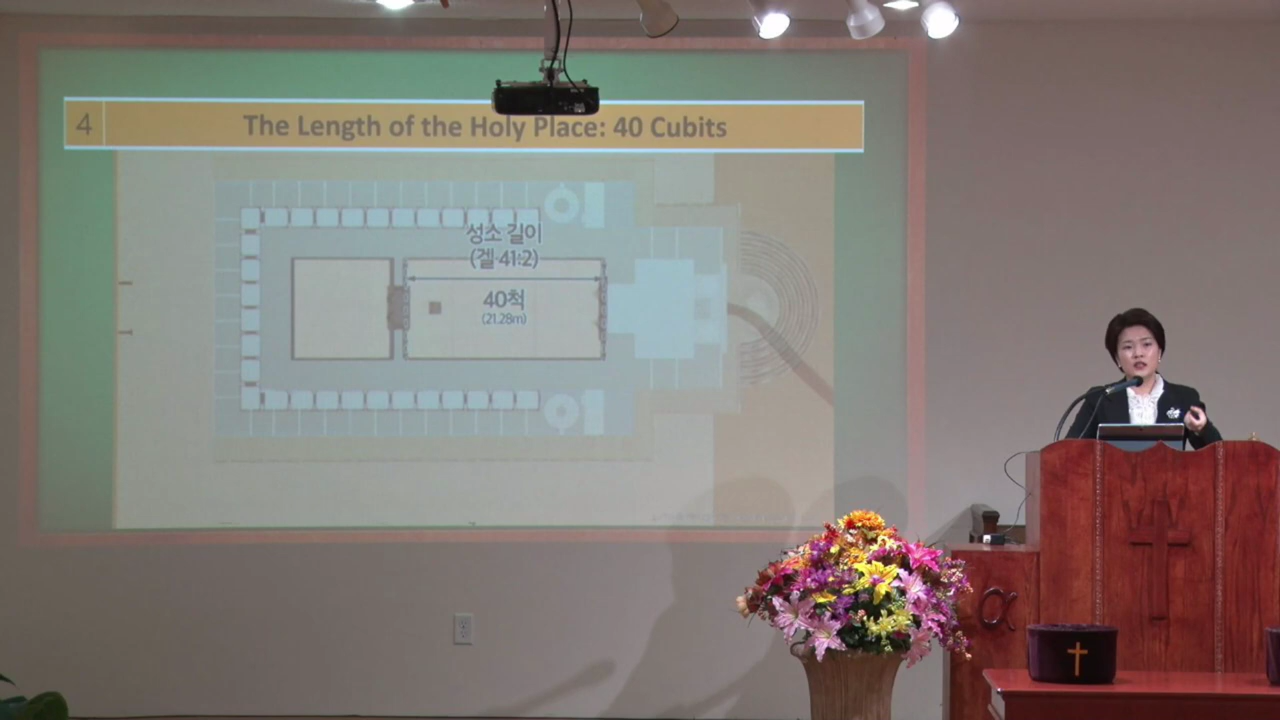 4
The Length of the Holy Place: 40 Cubits
성소 길이
(겔 41:2)
40척
(21.28m)
α